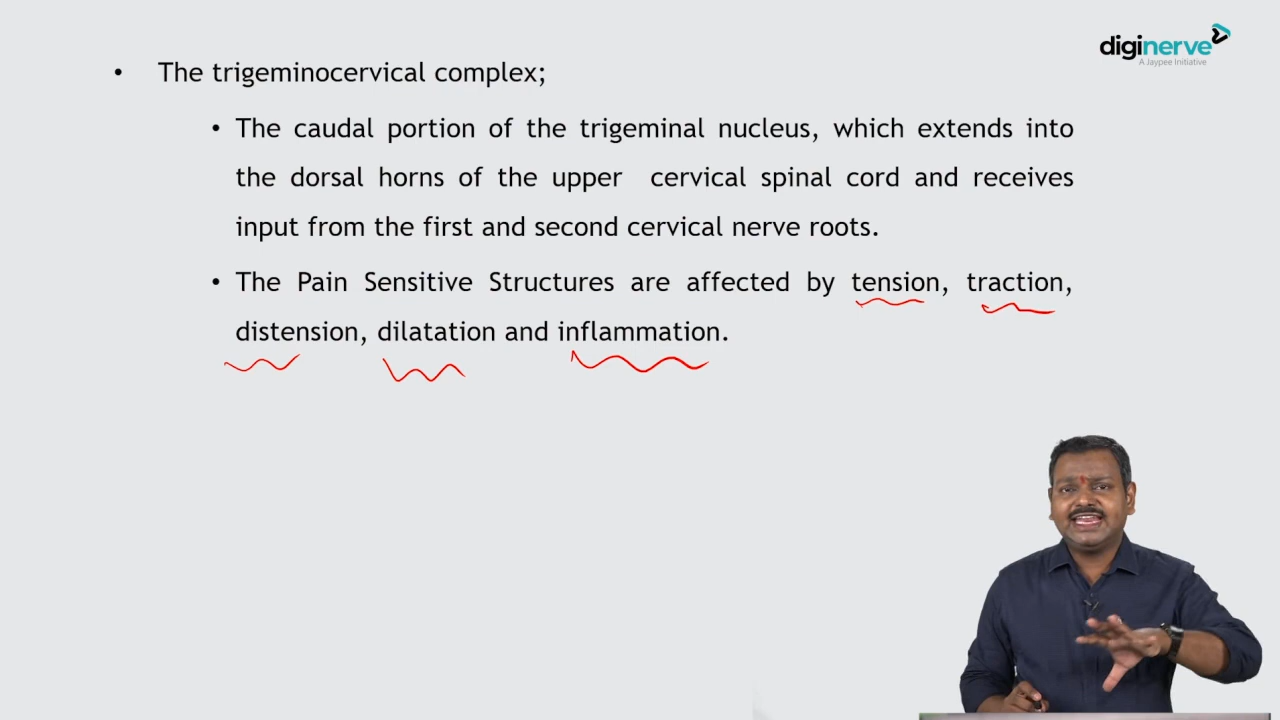 diginerve
A Jaypee Initiative
• The trigeminocervical complex;
• The caudal portion of the trigeminal nucleus, which extends into
the dorsal horns of the upper cervical spinal cord and receives
input from the first and second cervical nerve roots.
• The Pain Sensitive Structures are affected by tension, traction,
distension, dilatation and inflammation.